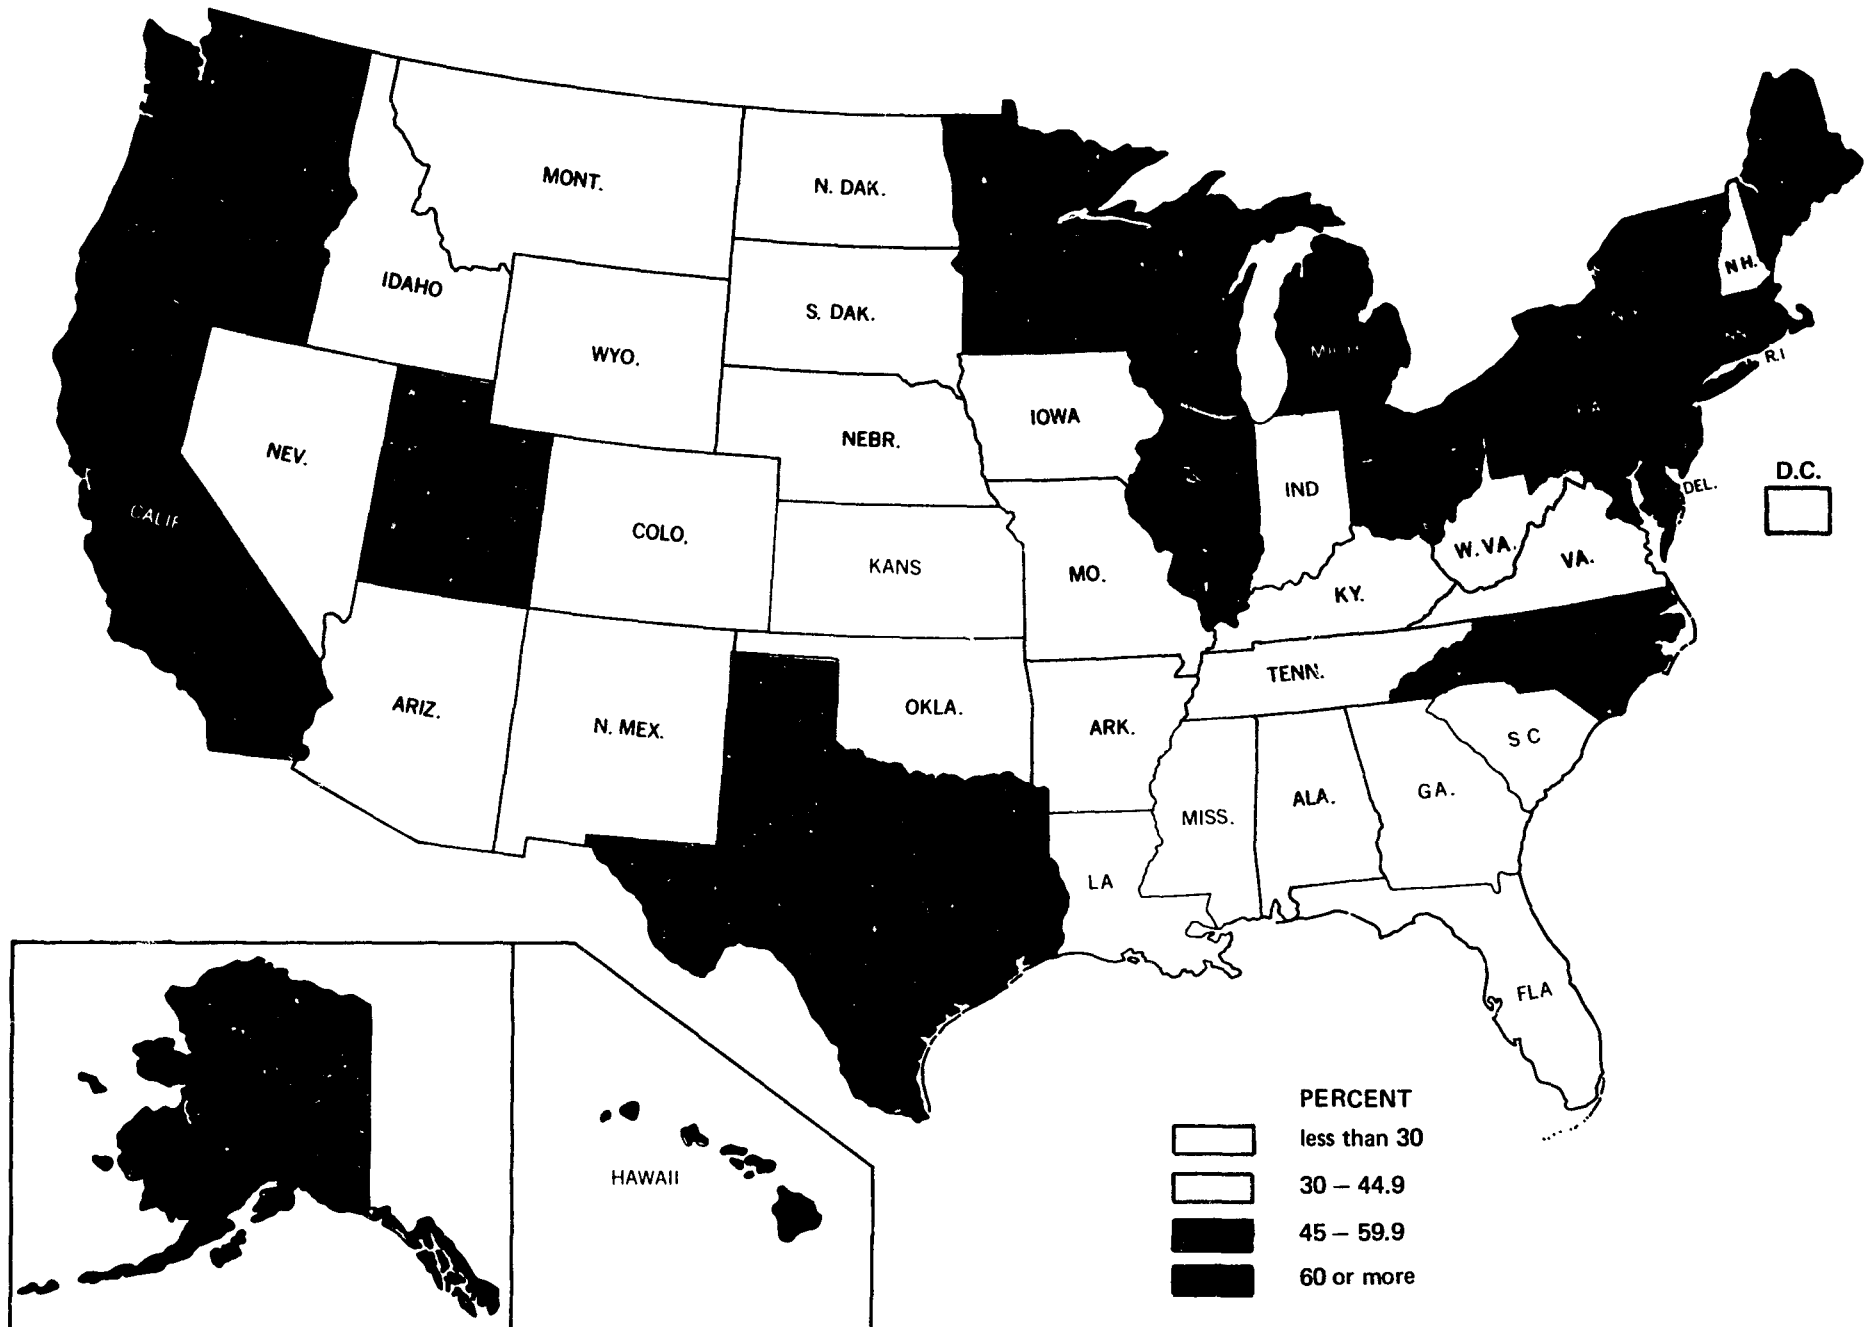 MONT.
N. DAK.
IDAHO
S. DAK.
WYO.
NH.
R.I
IOWA
NEBR.
NEV.
IND
DEL.
D.C.
CALIF
COLO.
KANS
MO.
W. VA.
VA.
KY.
TENN.
ARIZ.
N. MEX.
OKLA.
ARK.
S C
GA.
ALA.
MISS.
LA
FLA
HAWAII
PERCENT
less than 30
30 – 44.9
45 – 59.9
60 or more